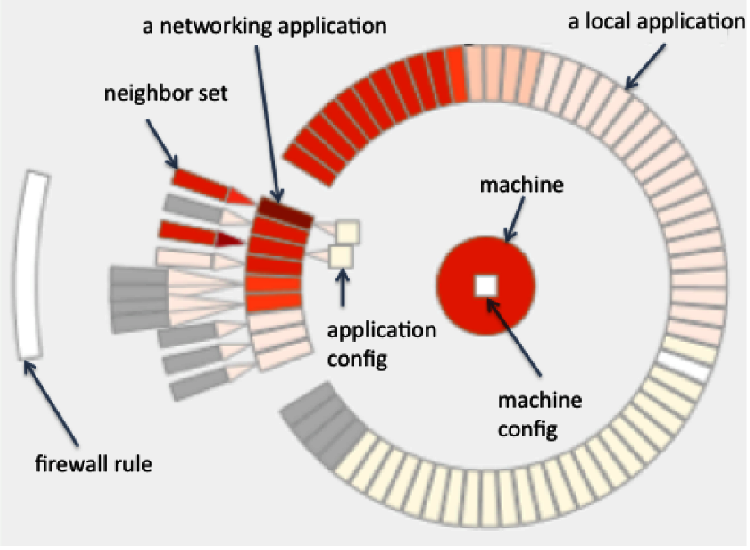 a networking application
a local application
neighbor set
machine
application
config
machine
config
firewall rule